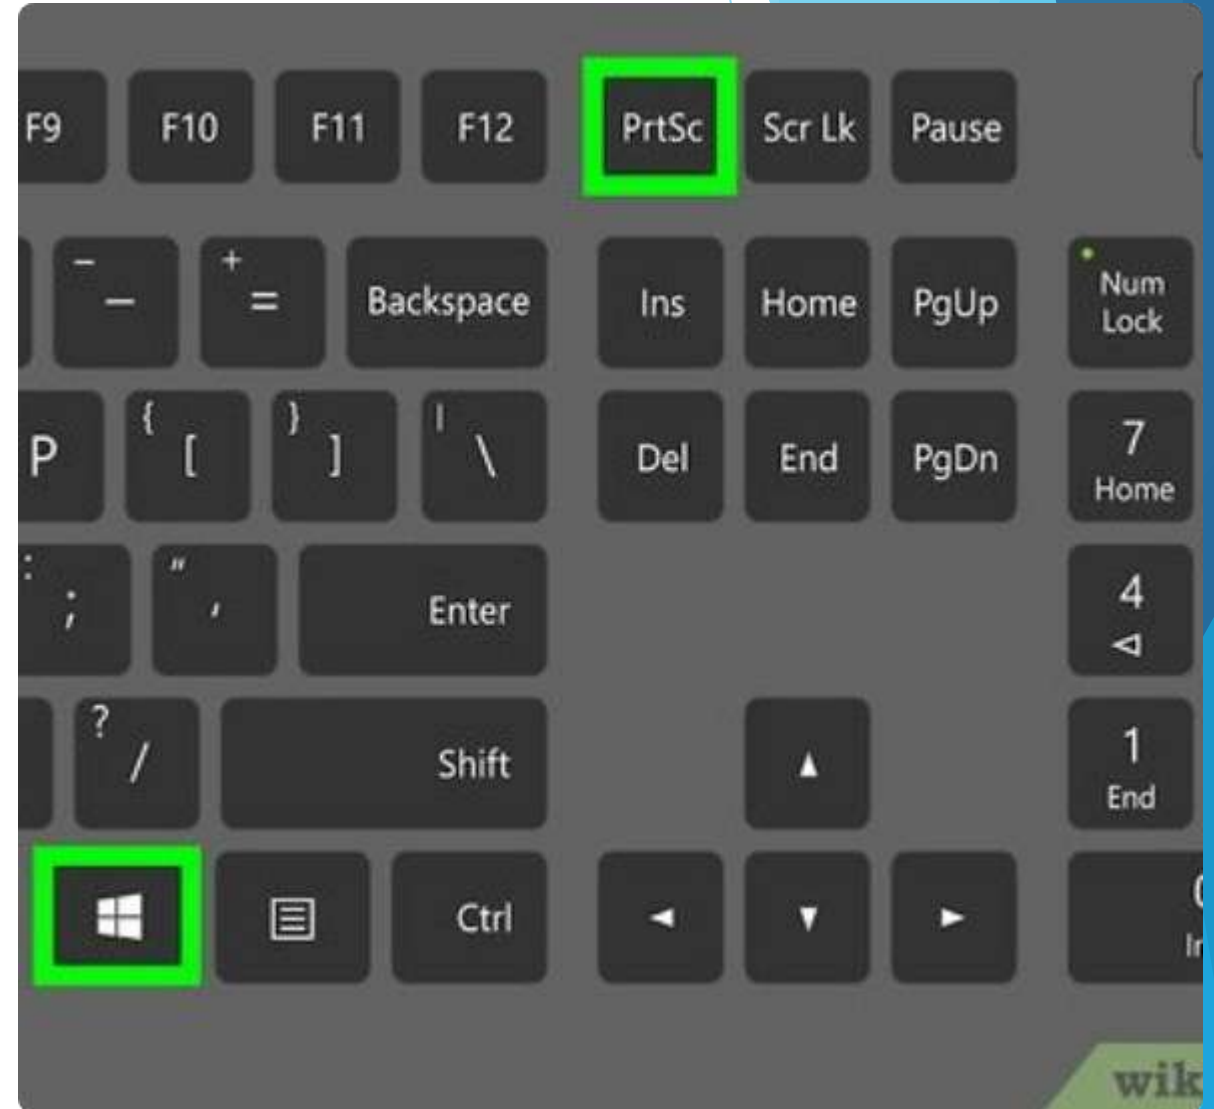 F9 F10 F11 F12 PrtSc Scr Lk Pause
_ + 
– = Backspace Ins Home PgUp Num
Lock
{ } |
P [ ] \ Del End PgDn 7
Home
: "
; ' Enter 4
?
/ Shift 1
End
Ctrl
wik